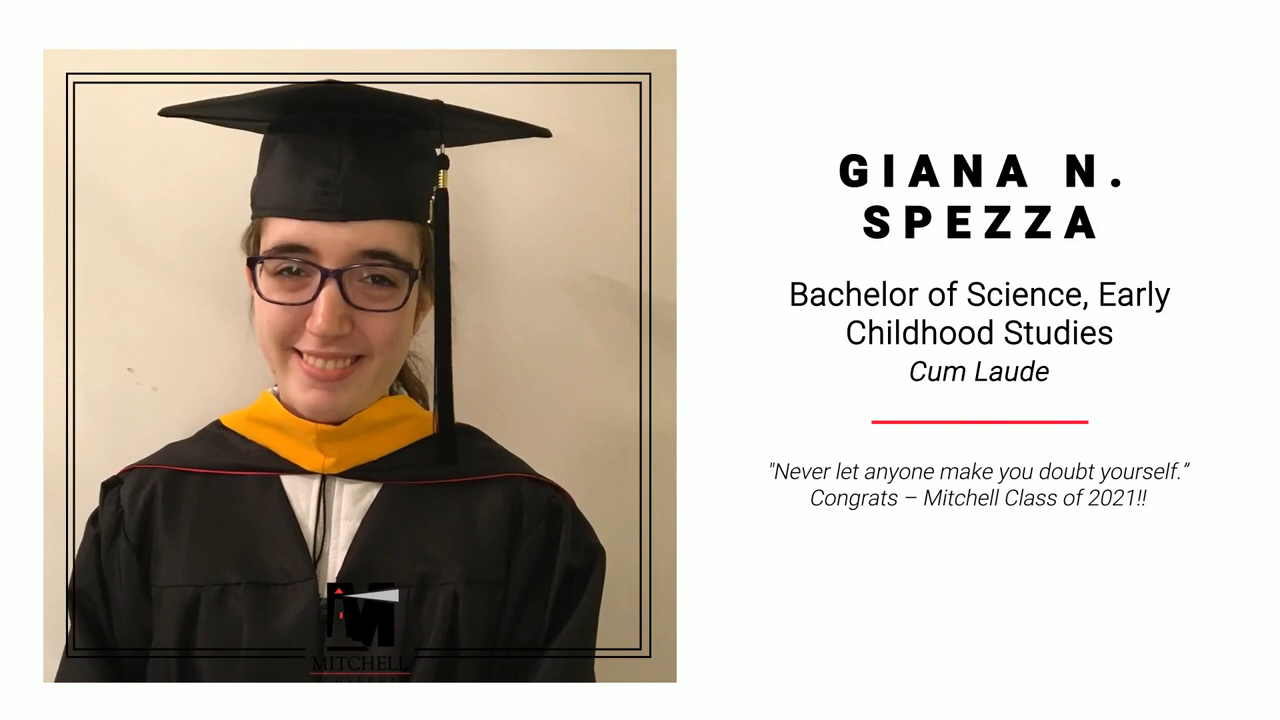 GIANA N.
SPEZZA
Bachelor of Science, Early
Childhood Studies
Cum Laude
"Never let anyone make you doubt yourself.”
Congrats – Mitchell Class of 2021!!
MITCHELL
COLLEGE